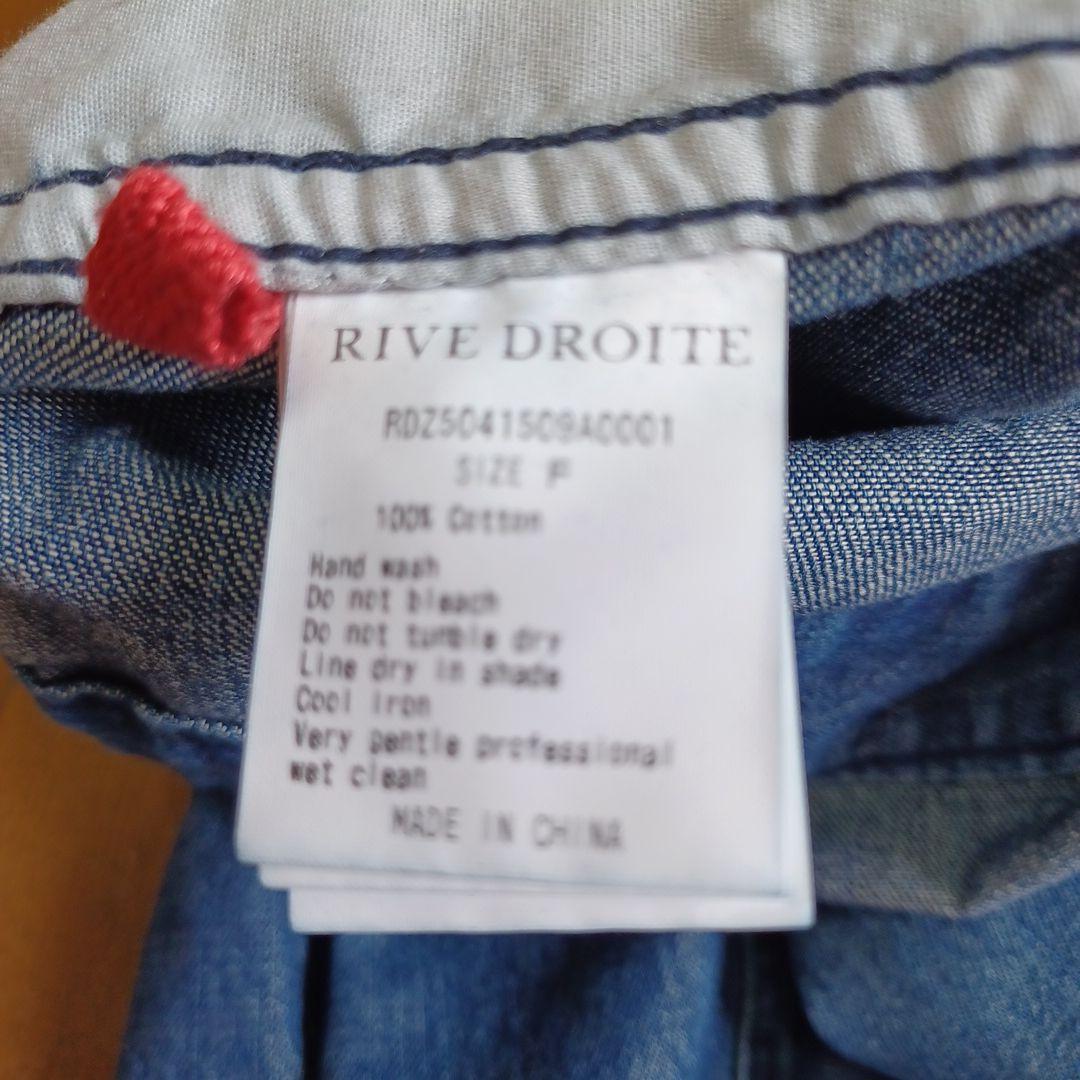 RIVE DROITE
RDZ5041509A0001
SIZE F
100% Cotton
Hand wash
Do not bleach
Do not tumble dry
Line dry in shade
Cool iron
Very gentle professional
wet clean
MADE IN CHINA